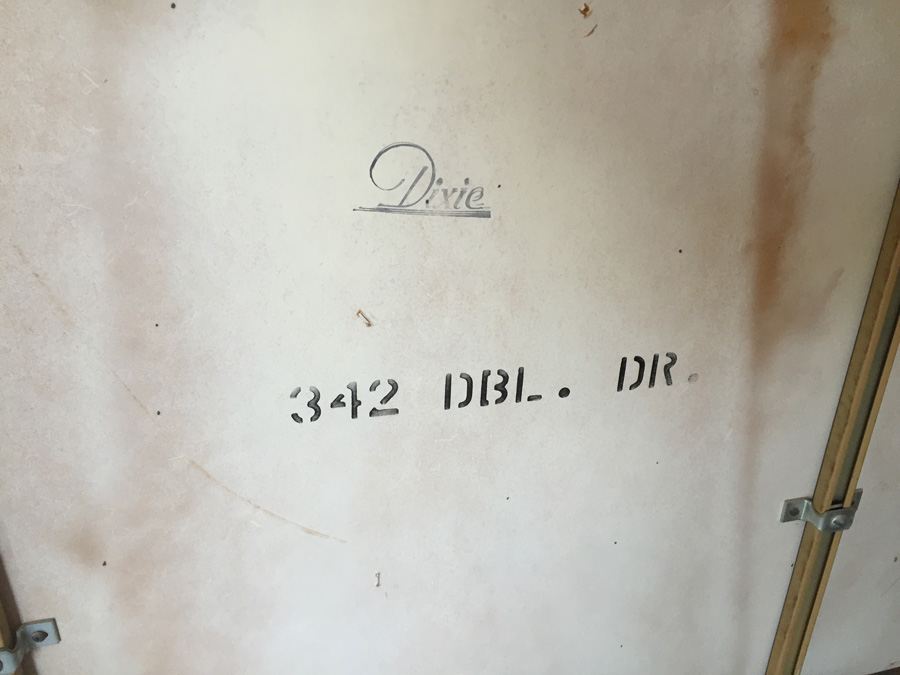 Dixie
342 DBL. DR.